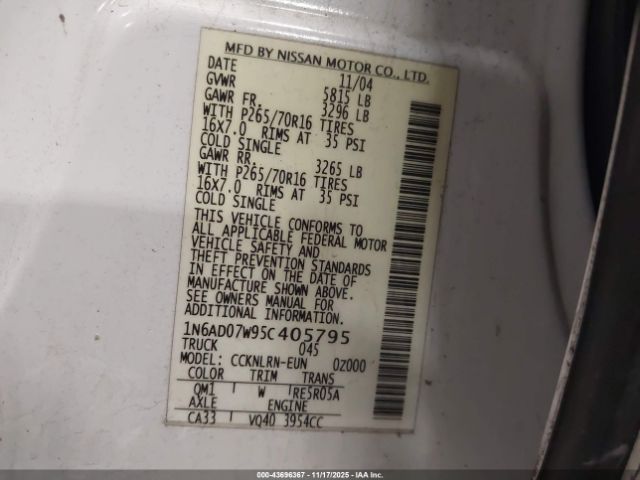 MFD BY NISSAN MOTOR CO., LTD.
DATE 11/04
GVWR 5815 LB
GAWR FR. 3296 LB
WITH P265/70R16 TIRES
16X7.0 RIMS AT 35 PSI
COLD SINGLE
GAWR RR. 3265 LB
WITH P265/70R16 TIRES
16X7.0 RIMS AT 35 PSI
COLD SINGLE
THIS VEHICLE CONFORMS TO
ALL APPLICABLE FEDERAL MOTOR
VEHICLE SAFETY AND
THEFT PREVENTION STANDARDS
IN EFFECT ON THE DATE OF
MANUFACTURE SHOWN ABOVE.
SEE OWNERS MANUAL FOR
ADDITIONAL INFORMATION.
1N6AD07W95C405795
TRUCK 045
MODEL: CCKNLRN-EUN 0Z000
COLOR TRIM TRANS
QM1 W RE5R05A
AXLE ENGINE
CA33 VQ40 3954CC
000-43696367 - 11/17/2025 - IAA Inc.